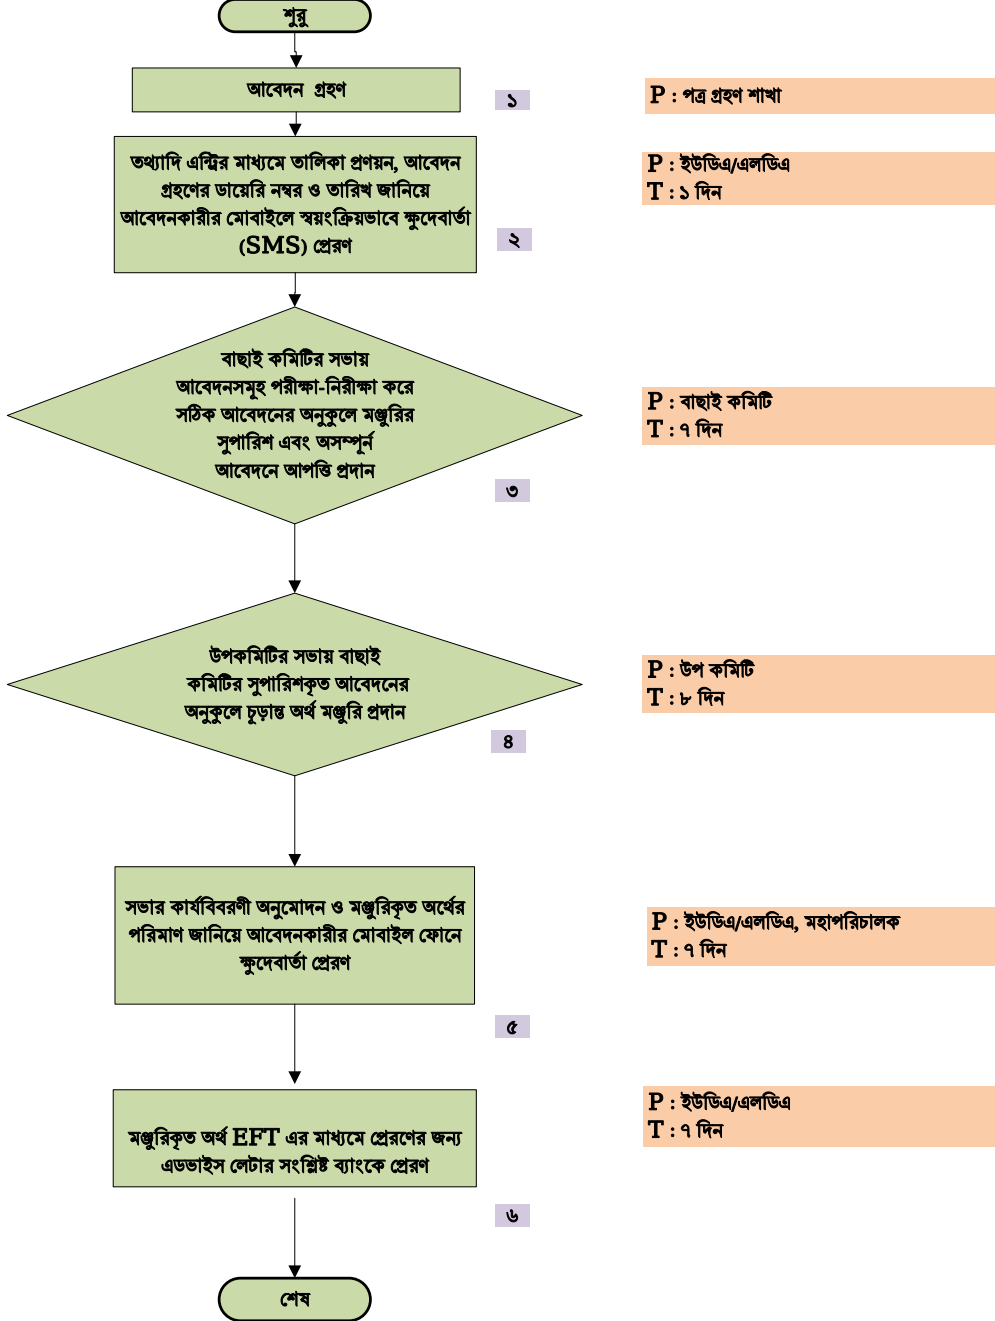 শুরু
আবেদন গ্রহণ
১
P : পত্র গ্রহণ শাখা
তথ্যাদি এন্ট্রির মাধ্যমে তালিকা প্রণয়ন, আবেদন
গ্রহণের ডায়েরি নম্বর ও তারিখ জানিয়ে
আবেদনকারীর মোবাইলে স্বয়ংক্রিয়ভাবে ক্ষুদেবার্তা
(SMS) প্রেরণ
২
P : ইউডিএ/এলডিএ
T : ১ দিন
বাছাই কমিটির সভায়
আবেদনসমূহ পরীক্ষা-নিরীক্ষা করে
সঠিক আবেদনের অনুকুলে মঞ্জুরির
সুপারিশ এবং অসম্পূর্ন
আবেদনে আপত্তি প্রদান
৩
P : বাছাই কমিটি
T : ৭ দিন
উপকমিটির সভায় বাছাই
কমিটির সুপারিশকৃত আবেদনের
অনুকুলে চূড়ান্ত অর্থ মঞ্জুরি প্রদান
৪
P : উপ কমিটি
T : ৮ দিন
সভার কার্যবিবরণী অনুমোদন ও মঞ্জুরিকৃত অর্থের
পরিমাণ জানিয়ে আবেদনকারীর মোবাইল ফোনে
ক্ষুদেবার্তা প্রেরণ
৫
P : ইউডিএ/এলডিএ, মহাপরিচালক
T : ৭ দিন
মঞ্জুরিকৃত অর্থ EFT এর মাধ্যমে প্রেরণের জন্য
এডভাইস লেটার সংশ্লিষ্ট ব্যাংকে প্রেরণ
৬
P : ইউডিএ/এলডিএ
T : ৭ দিন
শেষ